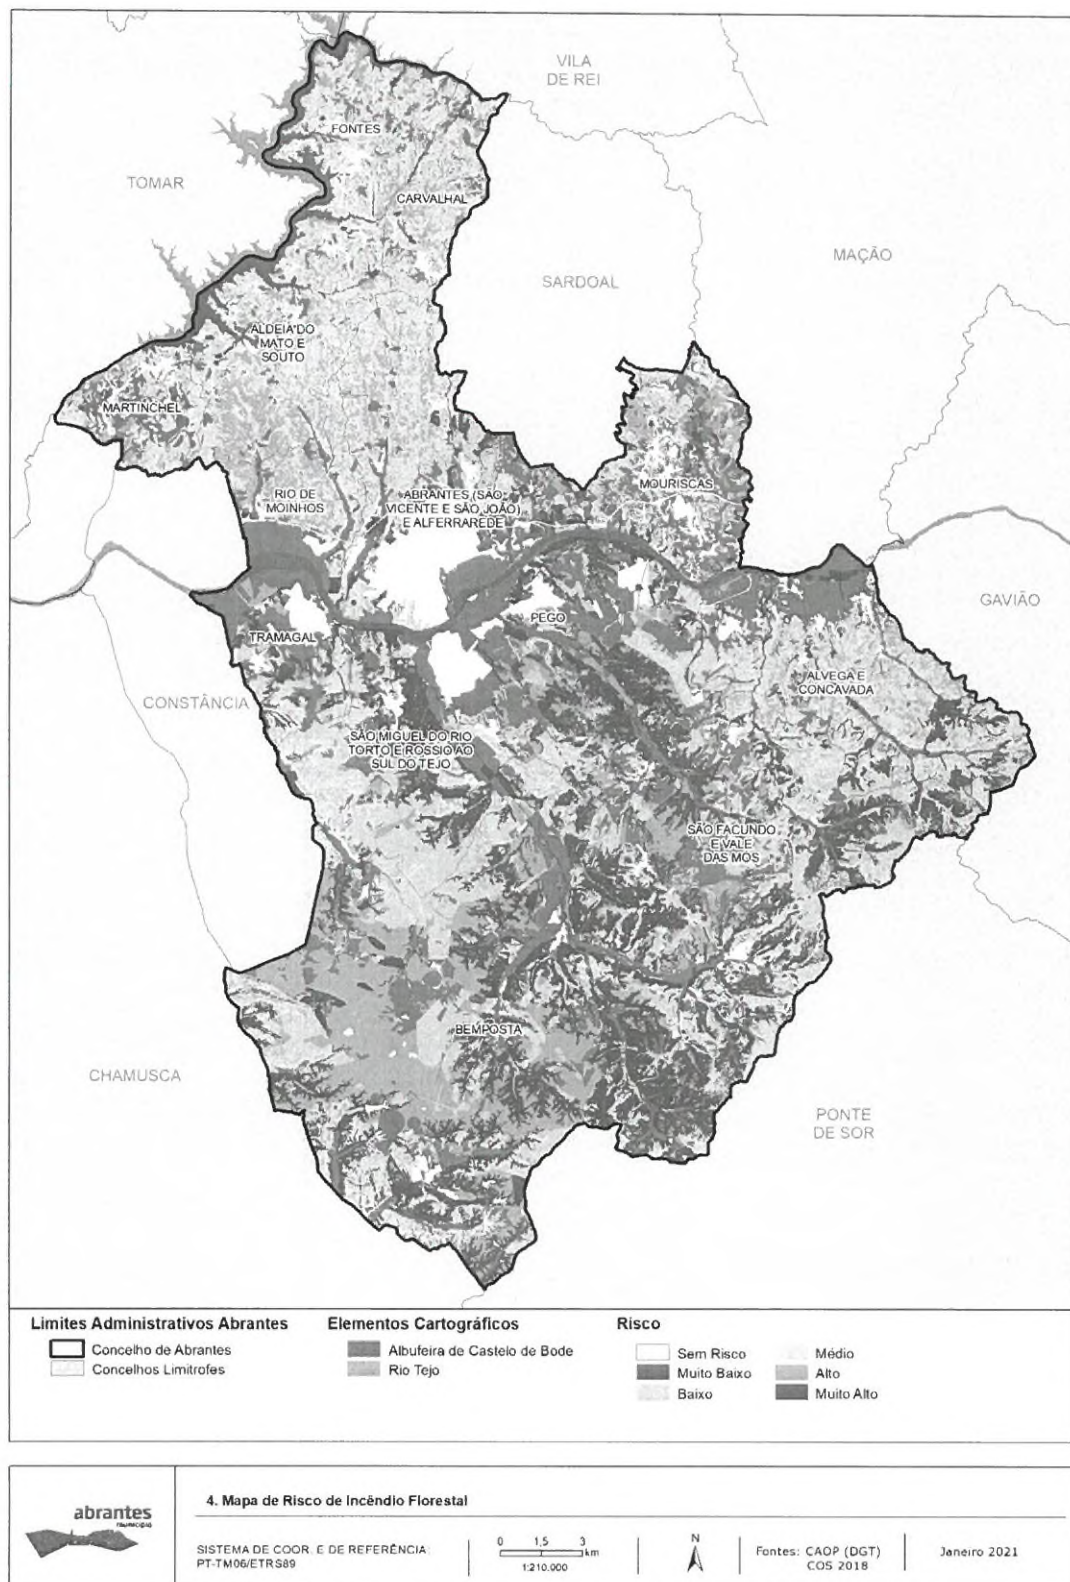 VILA
DE REI
FONTES
TOMAR
CARVALHAL
MAÇÃO
SARDOAL
ALDEIA DO
MATO E
SOUTO
MARTINCHEL
MOURISCAS
RIO DE
MOINHOS
ABRANTES (SÃO
VICENTE E SÃO JOÃO)
E ALFERRAREDE
GAVIÃO
PEGO
TRAMAGAL
ALVEGA E
CONCAVADA
CONSTÂNCIA
SÃO MIGUEL DO RIO
TORTO E ROSSIO AO
SUL DO TEJO
SÃO FACUNDO
E VALE
DAS MÓS
BEMPOSTA
CHAMUSCA
PONTE
DE SOR
Limites Administrativos Abrantes
Concelho de Abrantes
Concelhos Limítrofes
Elementos Cartográficos
Albufeira de Castelo de Bode
Rio Tejo
Risco
Sem Risco
Muito Baixo
Baixo
Médio
Alto
Muito Alto
abrantes
município
4. Mapa de Risco de Incêndio Florestal
SISTEMA DE COOR. E DE REFERÊNCIA:
PT-TM06/ETRS89
0 1,5 3
km
1:210.000
N
Fontes: CAOP (DGT)
COS 2018
Janeiro 2021